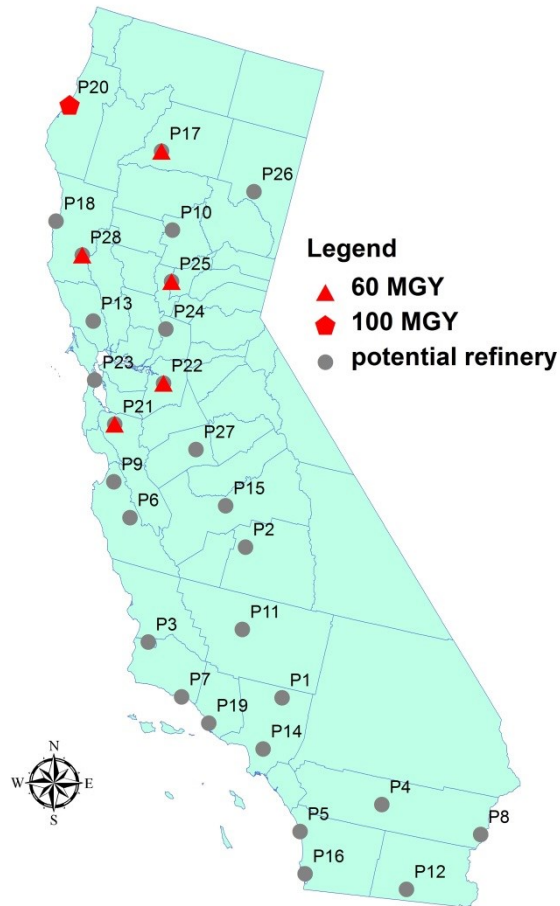 P20
P17
P26
P18
P10
P28
P25
Legend
60 MGY
100 MGY
potential refinery
P13
P24
P23
P22
P21
P27
P9
P15
P6
P2
P11
P3
P1
P7
P19
P14
N
W E
S
P4
P5
P8
P16
P12